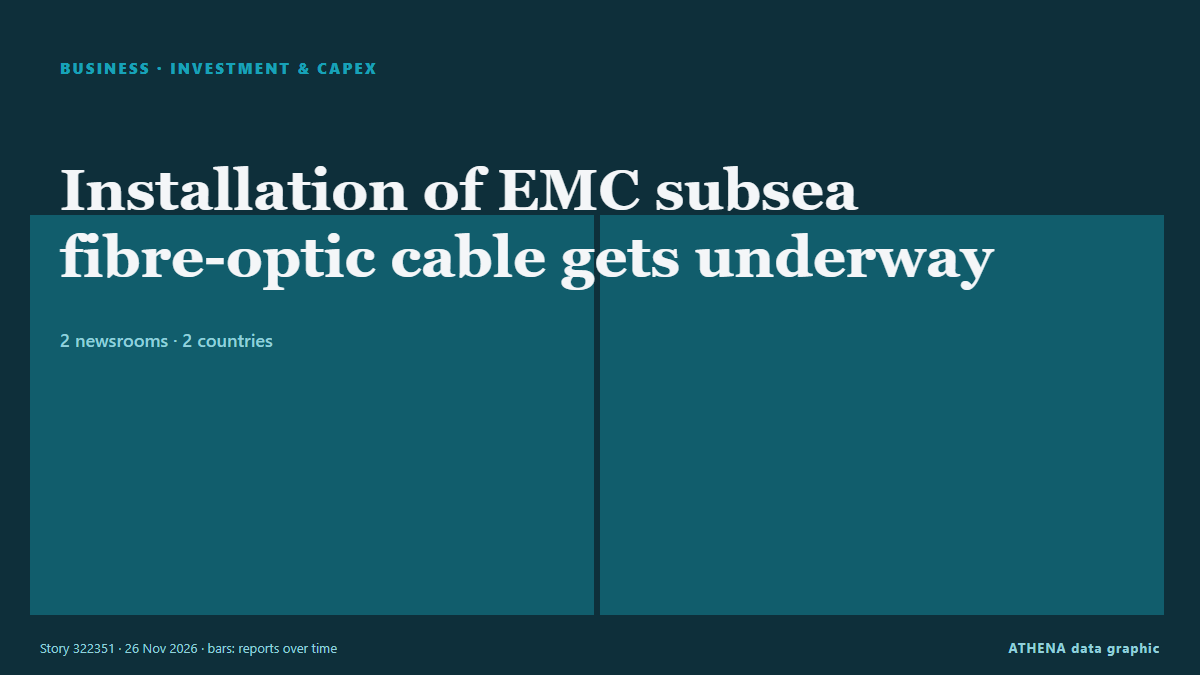 BUSINESS · INVESTMENT & CAPEX
Installation of EMC subsea
fibre-optic cable gets underway
2 newsrooms · 2 countries
Story 322351 · 26 Nov 2026 · bars: reports over time
ATHENA data graphic